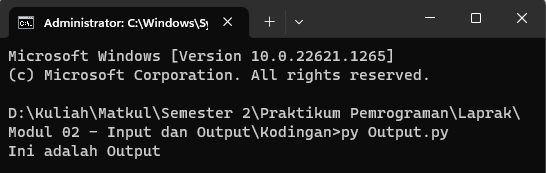 Administrator: C:\Windows\Sy
Microsoft Windows [Version 10.0.22621.1265]
(c) Microsoft Corporation. All rights reserved.
D:\Kuliah\Matkul\Semester 2\Praktikum Pemrograman\Laprak\
Modul 02 - Input dan Output\Kodingan>py Output.py
Ini adalah Output